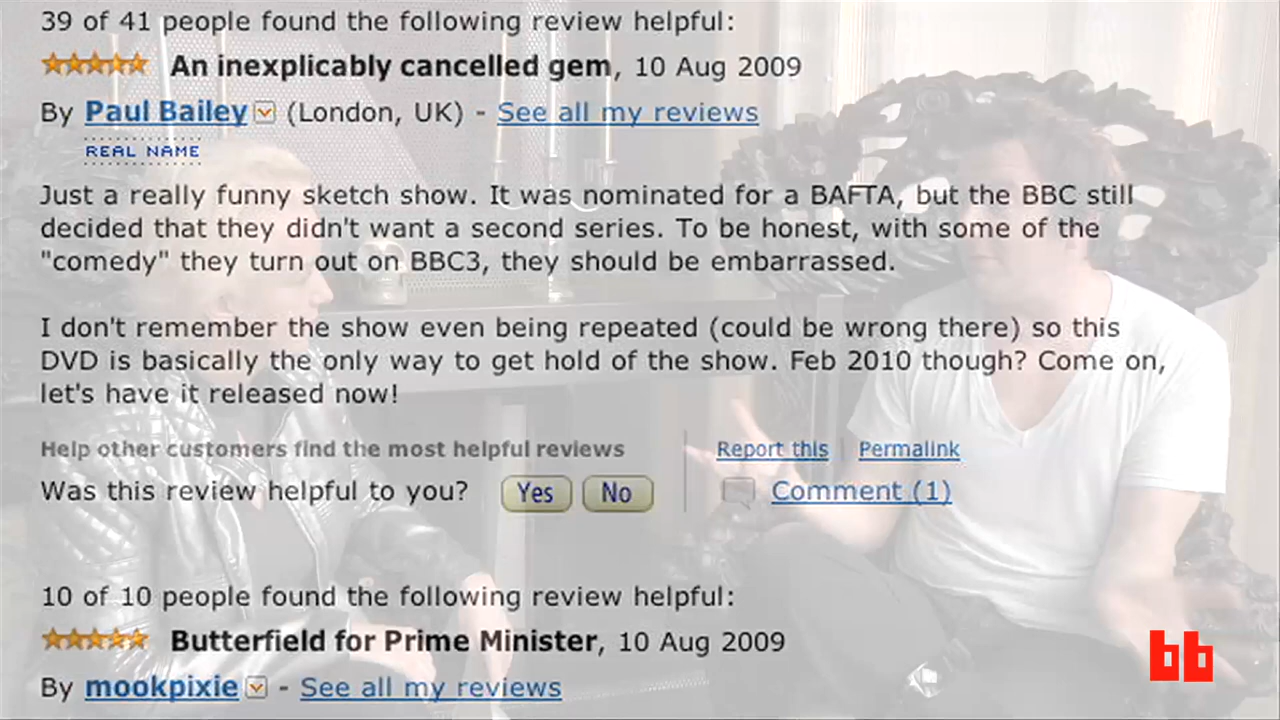 39 of 41 people found the following review helpful:
An inexplicably cancelled gem, 10 Aug 2009
By Paul Bailey (London, UK) - See all my reviews
REAL NAME
Just a really funny sketch show. It was nominated for a BAFTA, but the BBC still
decided that they didn't want a second series. To be honest, with some of the
"comedy" they turn out on BBC3, they should be embarrassed.
I don't remember the show even being repeated (could be wrong there) so this
DVD is basically the only way to get hold of the show. Feb 2010 though? Come on,
let's have it released now!
Help other customers find the most helpful reviews
Report this | Permalink
Was this review helpful to you? Yes No
Comment (1)
10 of 10 people found the following review helpful:
Butterfield for Prime Minister, 10 Aug 2009
By mookpixie - See all my reviews
bb